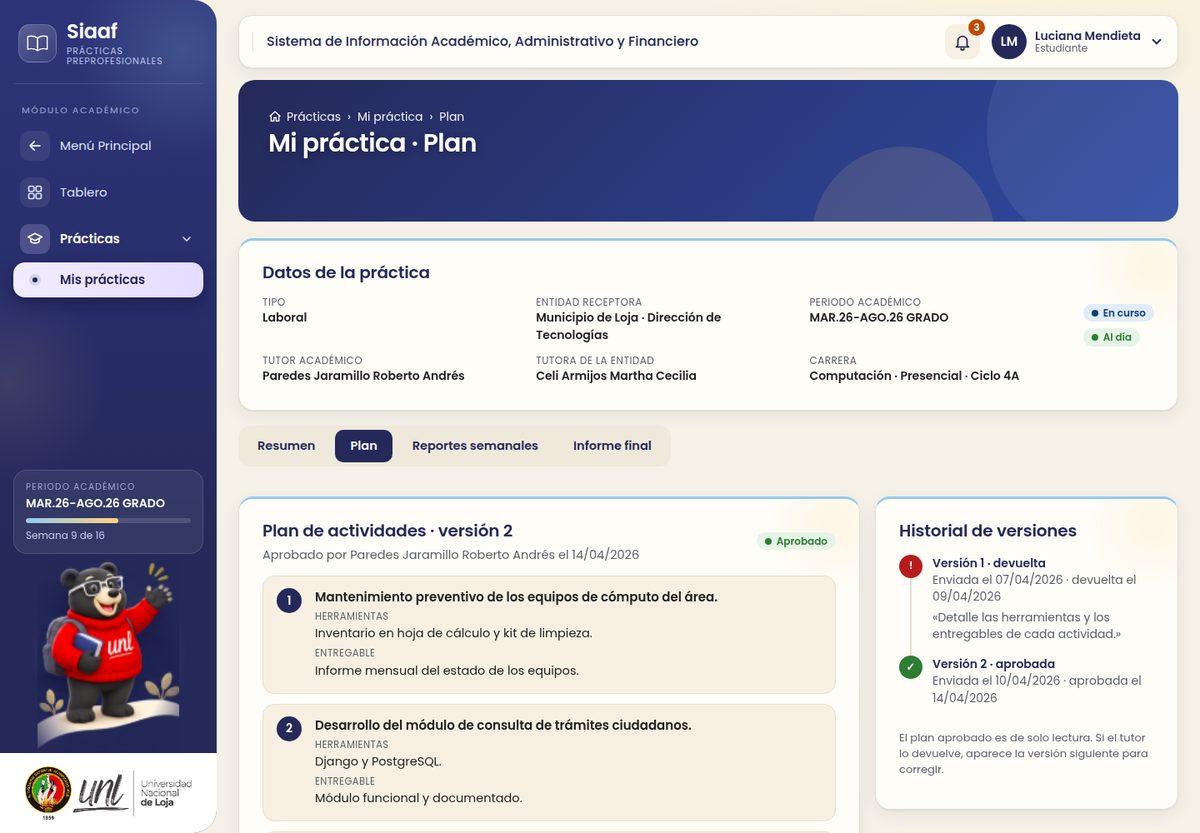 Siaaf
PRÁCTICAS
PREPROFESIONALES
MÓDULO ACADÉMICO
Menú Principal
Tablero
Prácticas
Mis prácticas
PERIODO ACADÉMICO
MAR.26–AGO.26 GRADO
Semana 9 de 16
unl
1859
unl
Universidad
Nacional
de Loja
Sistema de Información Académico, Administrativo y Financiero
3
LM
Luciana Mendieta
Estudiante
Prácticas › Mi práctica › Plan
Mi práctica · Plan
Datos de la práctica
TIPO
Laboral
ENTIDAD RECEPTORA
Municipio de Loja · Dirección de
Tecnologías
PERIODO ACADÉMICO
MAR.26-AGO.26 GRADO
En curso
Al día
TUTOR ACADÉMICO
Paredes Jaramillo Roberto Andrés
TUTORA DE LA ENTIDAD
Celi Armijos Martha Cecilia
CARRERA
Computación · Presencial · Ciclo 4A
Resumen
Plan
Reportes semanales
Informe final
Plan de actividades · versión 2
Aprobado por Paredes Jaramillo Roberto Andrés el 14/04/2026
Aprobado
1
Mantenimiento preventivo de los equipos de cómputo del área.
HERRAMIENTAS
Inventario en hoja de cálculo y kit de limpieza.
ENTREGABLE
Informe mensual del estado de los equipos.
2
Desarrollo del módulo de consulta de trámites ciudadanos.
HERRAMIENTAS
Django y PostgreSQL.
ENTREGABLE
Módulo funcional y documentado.
Historial de versiones
!
Versión 1 · devuelta
Enviada el 07/04/2026 · devuelta el
09/04/2026
«Detalle las herramientas y los
entregables de cada actividad.»
✓
Versión 2 · aprobada
Enviada el 10/04/2026 · aprobada el
14/04/2026
El plan aprobado es de solo lectura. Si el tutor
lo devuelve, aparece la versión siguiente para
corregir.